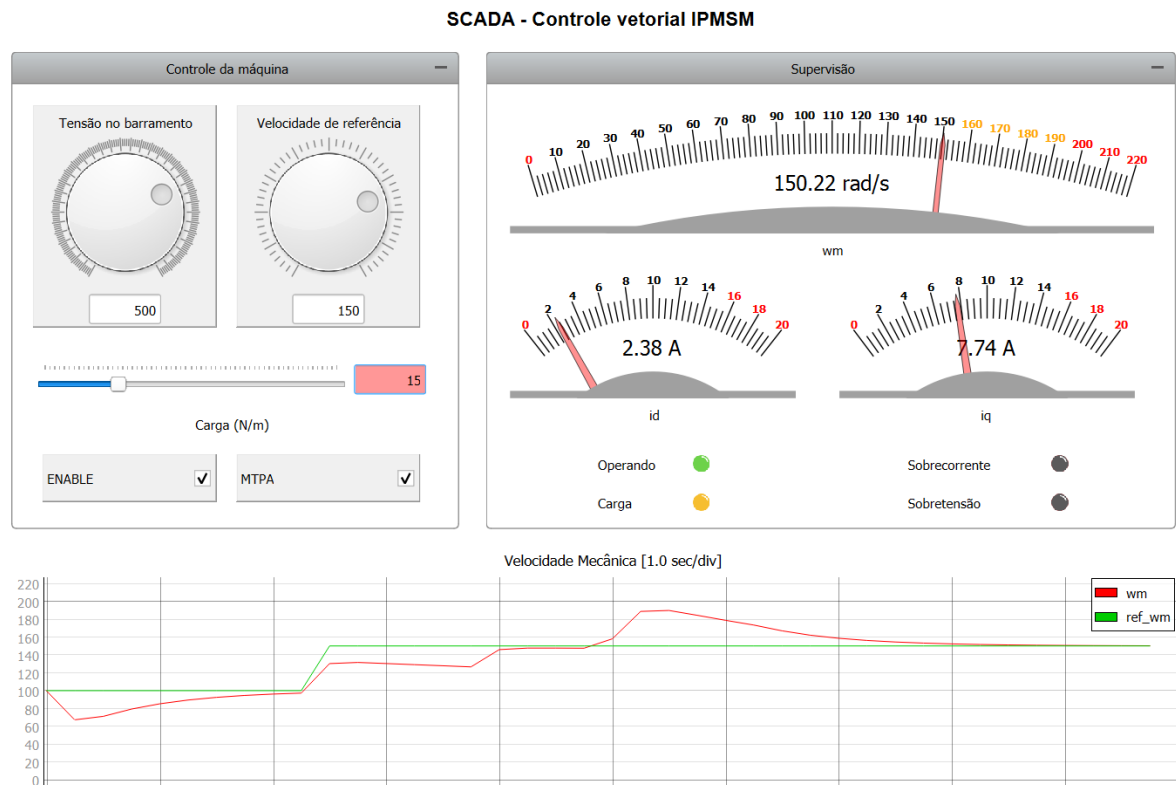 SCADA - Controle vetorial IPMSM
Controle da máquina
Tensão no barramento
Velocidade de referência
500
150
15
Carga (N/m)
ENABLE
MTPA
Supervisão
0 10 20 30 40 50 60 70 80 90 100 110 120 130 140 150 160 170 180 190 200 210 220
150.22 rad/s
wm
0 2 4 6 8 10 12 14 16 18 20
2.38 A
id
0 2 4 6 8 10 12 14 16 18 20
7.74 A
iq
Operando
Sobrecorrente
Carga
Sobretensão
Velocidade Mecânica [1.0 sec/div]
220
200
180
160
140
120
100
80
60
40
20
0
wm
ref_wm